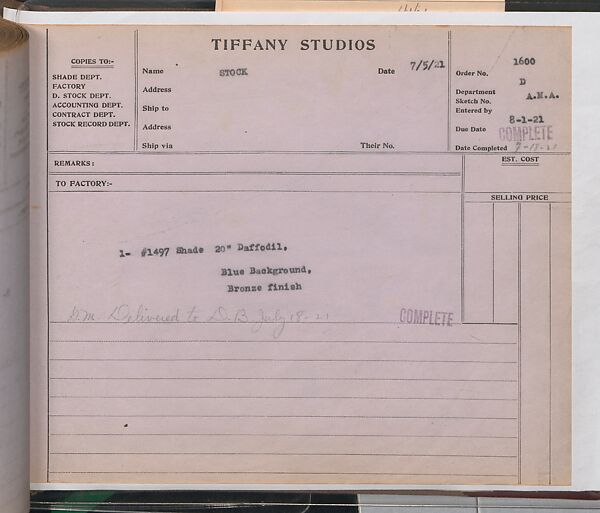 TIFFANY STUDIOS
COPIES TO:-
SHADE DEPT.
FACTORY
D. STOCK DEPT.
ACCOUNTING DEPT.
CONTRACT DEPT.
STOCK RECORD DEPT.
Name STOCK Date 7/5/21
Address
Ship to
Address
Ship via Their No.
Order No. 1600
Department D
Sketch No.
Entered by A.M.A.
Due Date 8-1-21
COMPLETE
Date Completed 7-18-21
REMARKS:
EST. COST
TO FACTORY:-
SELLING PRICE
1- #1497 Shade 20" Daffodil,
Blue Background,
Bronze finish
Delivered to D.B. July 18-21
COMPLETE